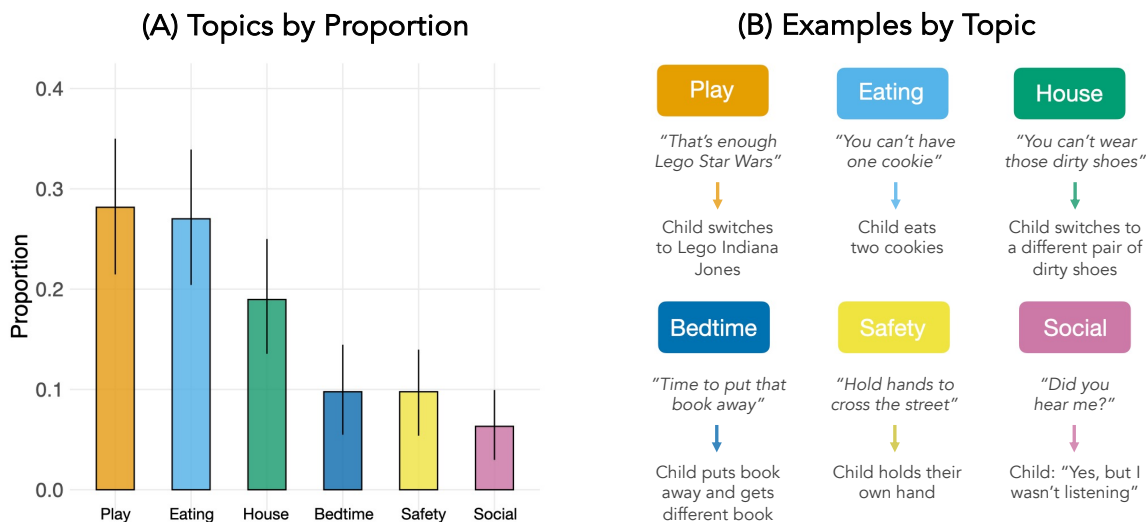 (A) Topics by Proportion
0.4
0.3
0.2
0.1
0.0
Proportion
Play
Eating
House
Bedtime
Safety
Social
(B) Examples by Topic
Play
Eating
House
“That’s enough
Lego Star Wars”
“You can’t have
one cookie”
“You can’t wear
those dirty shoes”
Child switches
to Lego Indiana
Jones
Child eats
two cookies
Child switches to
a different pair of
dirty shoes
Bedtime
Safety
Social
“Time to put that
book away”
“Hold hands to
cross the street”
“Did you
hear me?”
Child puts book
away and gets
different book
Child holds their
own hand
Child: “Yes, but I
wasn’t listening”